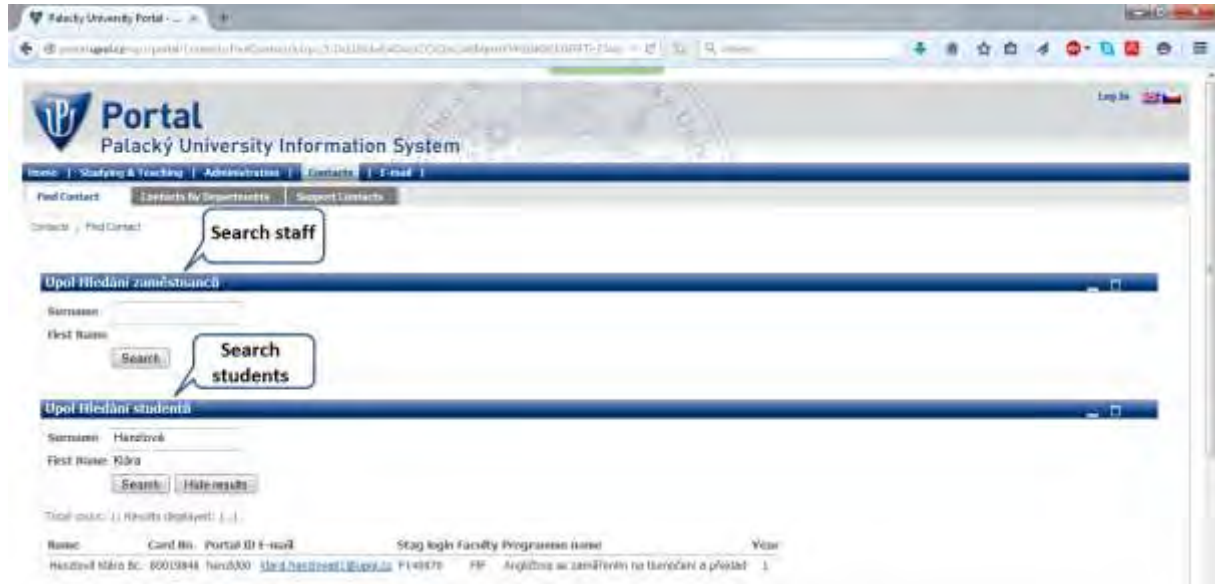 Palacky University Portal - ...
Portal
Palacký University Information System
Log In
Home | Studying & Teaching | Administration | Contacts | E-mail |
Find Contact Contacts By Departments Support Contacts
Contacts Find Contact
Search staff
Upol Hledání zaměstnanců
Surname
First Name
Search
Search
students
Upol Hledání studentů
Surname Hanzlová
First Name Klára
Search Hide results
Results displayed:
Name Card No. Portal ID E-mail Stag login Faculty Programme name Year
Hanzlová Klára Bc. Angličtina se zaměřením na tlumočení a překlad 1